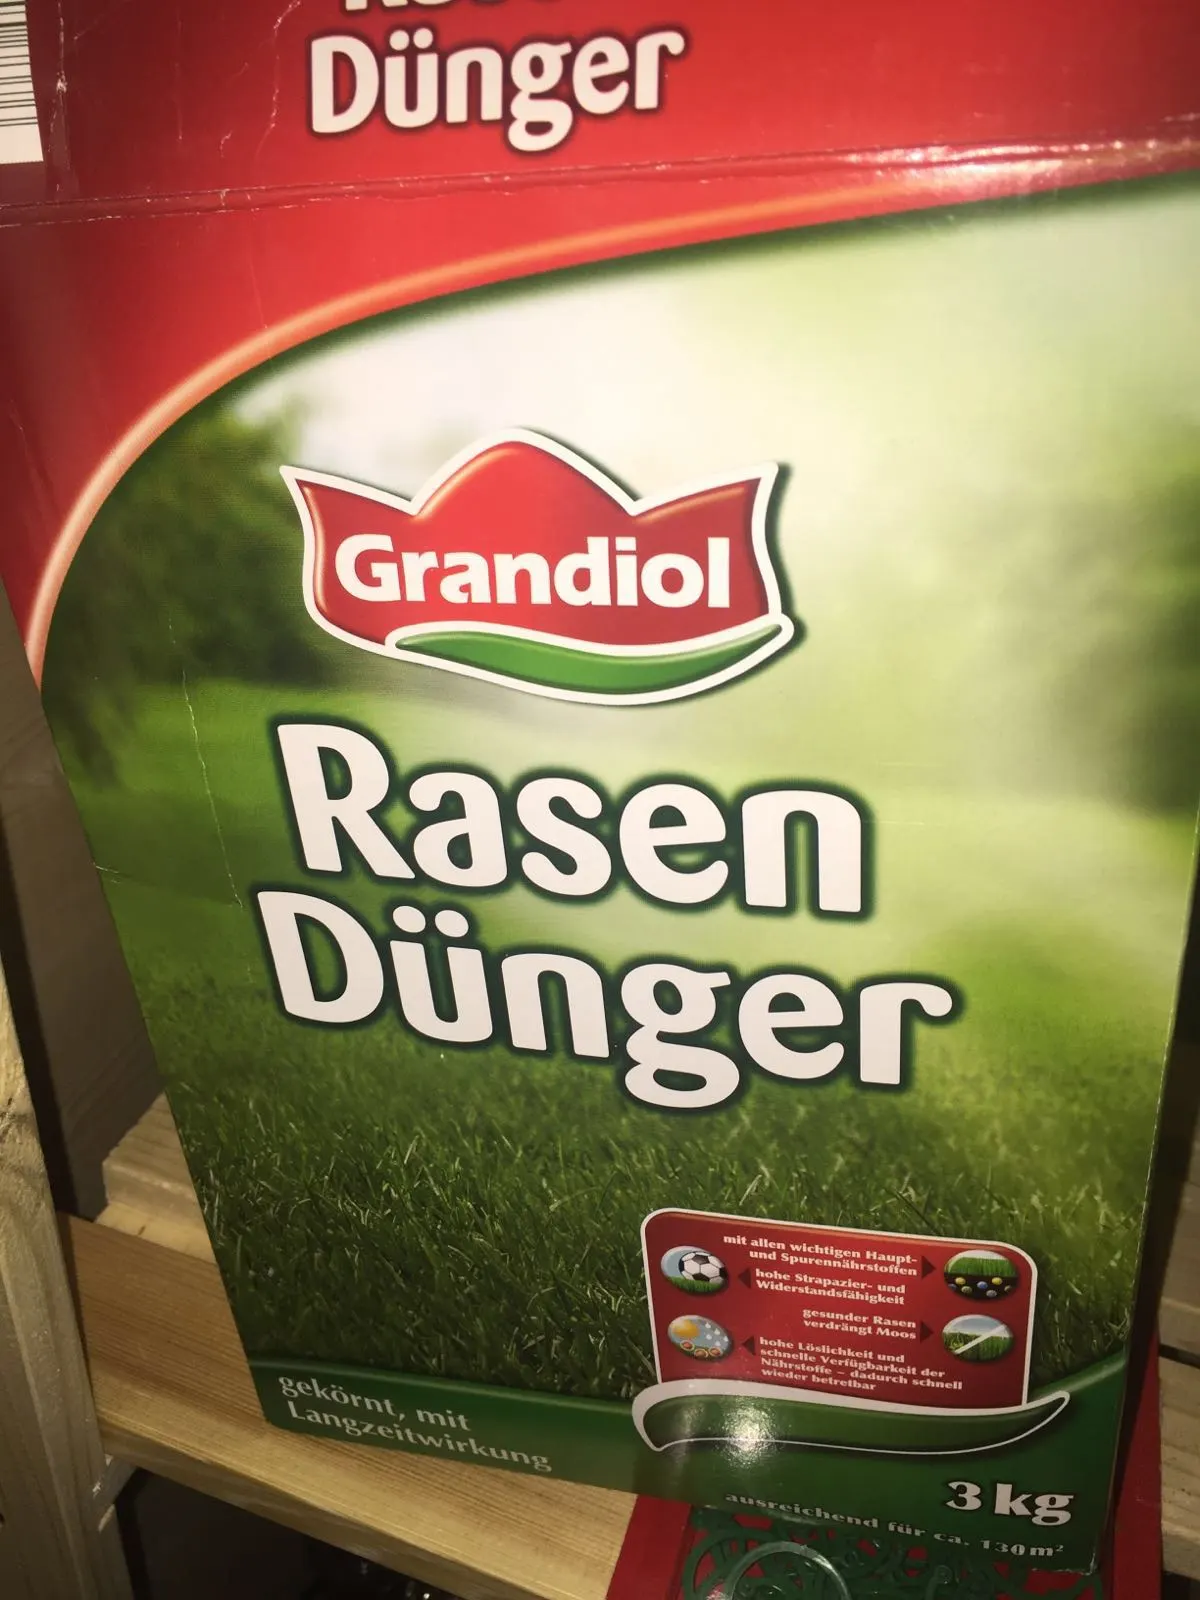 Dünger
Grandiol
Rasen
Dünger
mit allen wichtigen Haupt-
und Spurennährstoffen
hohe Strapazier- und
Widerstandsfähigkeit
gesunder Rasen
verdrängt Moos
hohe Löslichkeit und
schnelle Verfügbarkeit der
Nährstoffe – dadurch schnell
wieder betretbar
gekörnt, mit
Langzeitwirkung
3 kg
ausreichend für ca. 130 m²